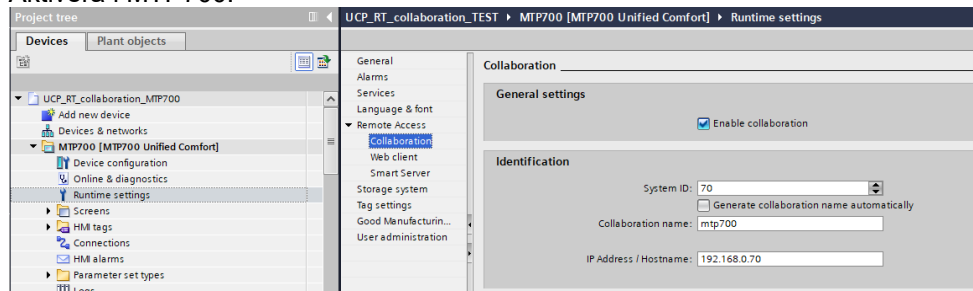 Project tree
Devices
Plant objects
UCP_RT_collaboration_MTP700
Add new device
Devices & networks
MTP700 [MTP700 Unified Comfort]
Device configuration
Online & diagnostics
Runtime settings
Screens
HMI tags
Connections
HMI alarms
Parameter set types
Logs
UCP_RT_collaboration_TEST ▸ MTP700 [MTP700 Unified Comfort] ▸ Runtime settings
General
Alarms
Services
Language & font
Remote Access
Collaboration
Web client
Smart Server
Storage system
Tag settings
Good Manufacturin...
User administration
Collaboration
General settings
Enable collaboration
Identification
System ID: 70
Generate collaboration name automatically
Collaboration name: mtp700
IP Address / Hostname: 192.168.0.70